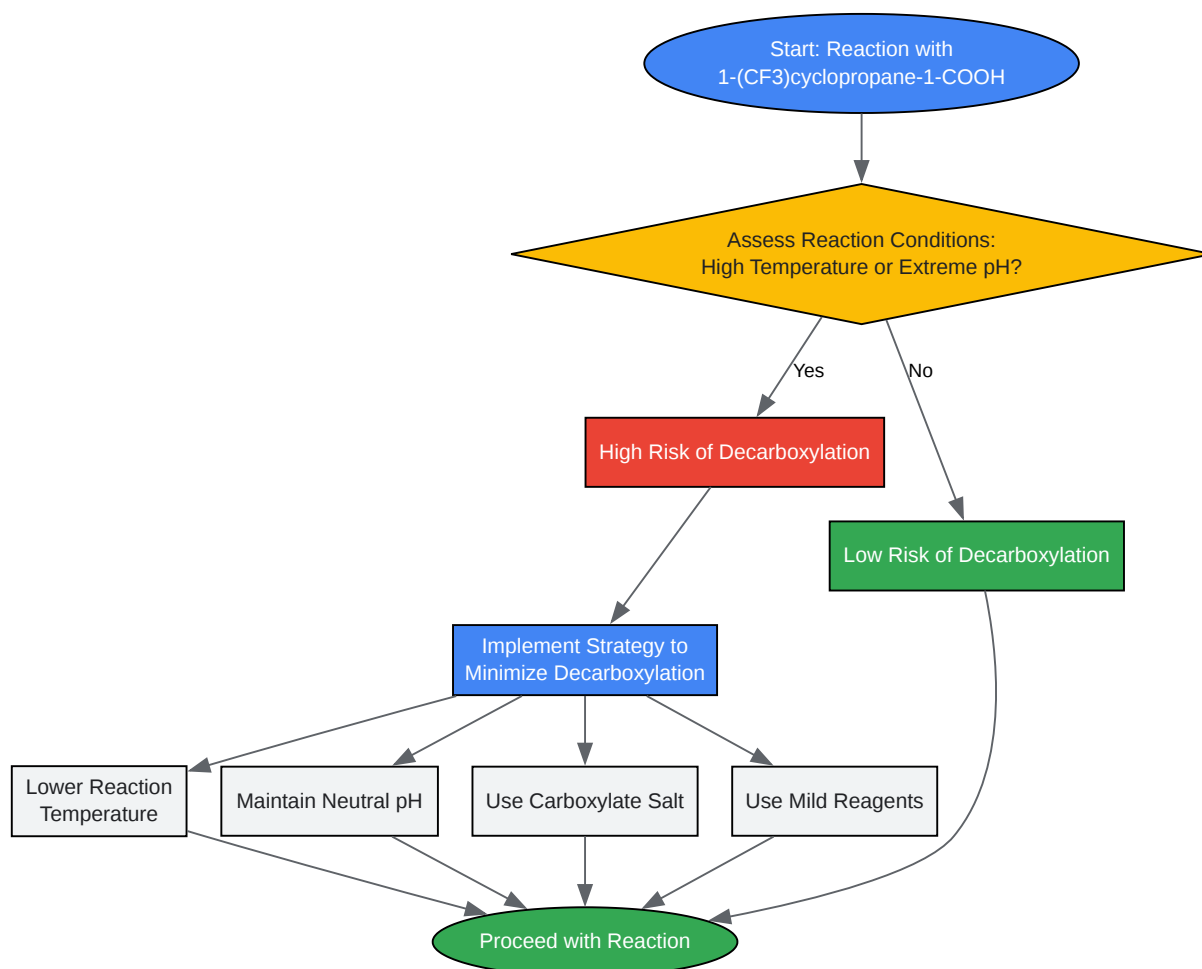 Start: Reaction with
1-(CF3)cyclopropane-1-COOH
Assess Reaction Conditions:
High Temperature or Extreme pH?
Yes
No
High Risk of Decarboxylation
Low Risk of Decarboxylation
Implement Strategy to
Minimize Decarboxylation
Lower Reaction
Temperature
Maintain Neutral pH
Use Carboxylate Salt
Use Mild Reagents
Proceed with Reaction